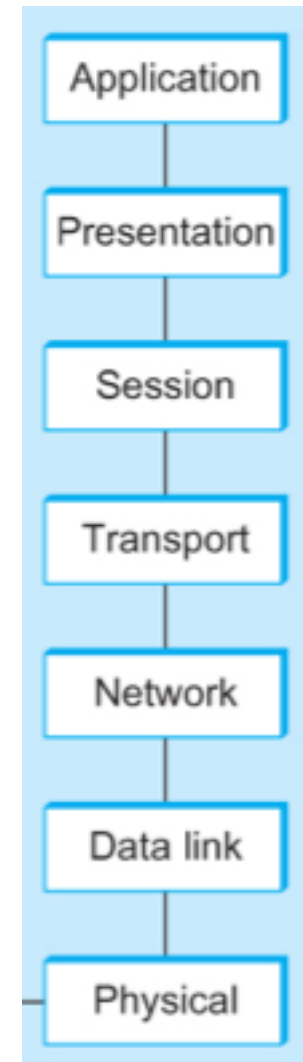 Application
Presentation
Session
Transport
Network
Data link
Physical